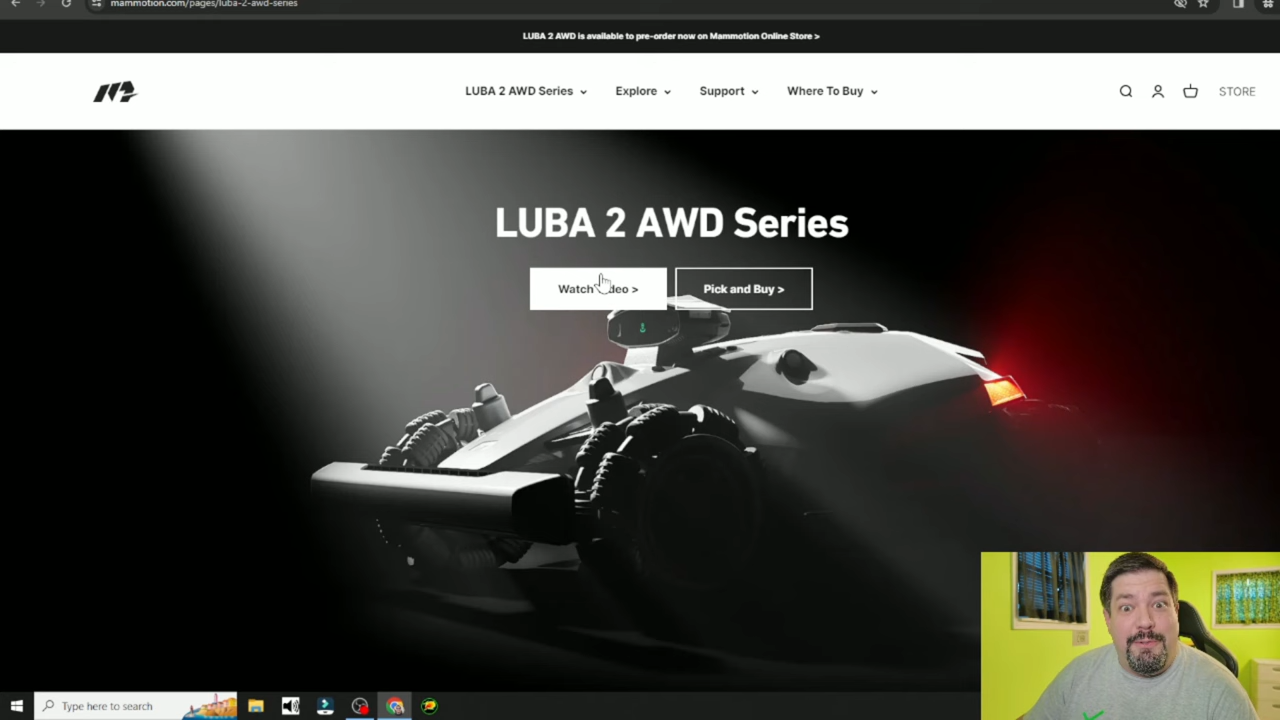 mammotion.com/pages/luba-2-awd-series
LUBA 2 AWD is available to pre-order now on Mammotion Online Store >
LUBA 2 AWD Series
Explore
Support
Where To Buy
STORE
LUBA 2 AWD Series
Watch >
Pick and Buy >
Type here to search